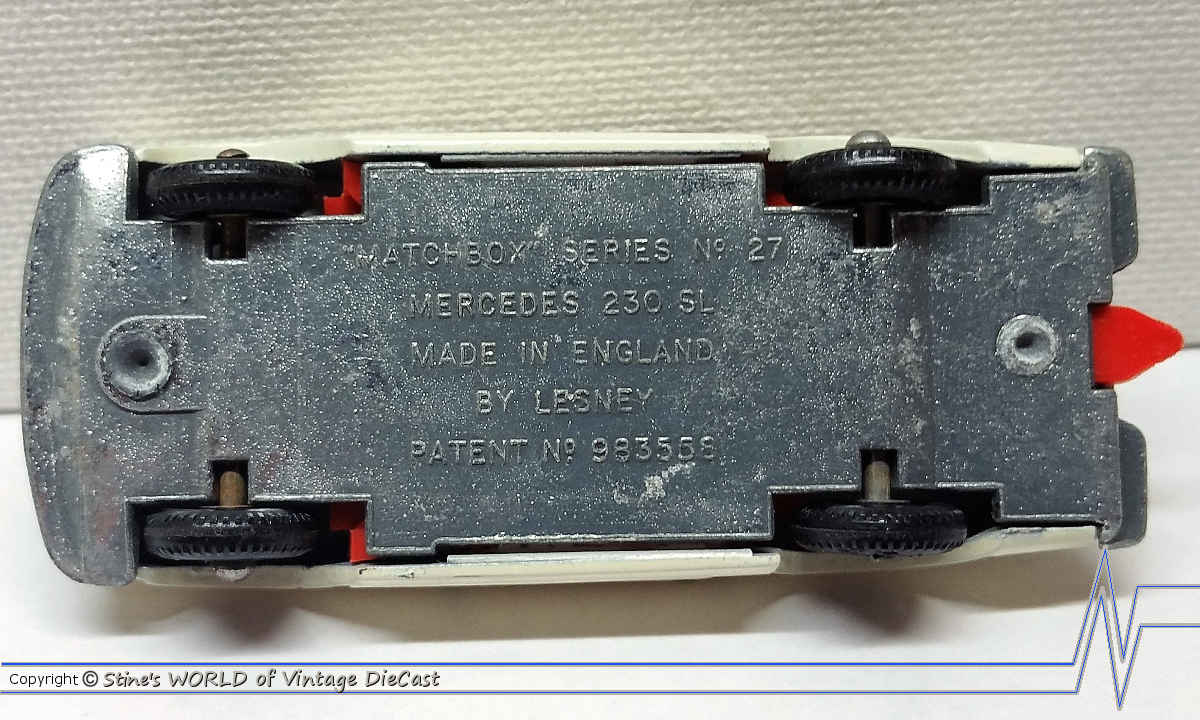 "MATCHBOX" SERIES Nº 27
MERCEDES 230 SL
MADE IN ENGLAND
BY LESNEY
PATENT Nº 983558
Copyright © Stine's WORLD of Vintage DieCast